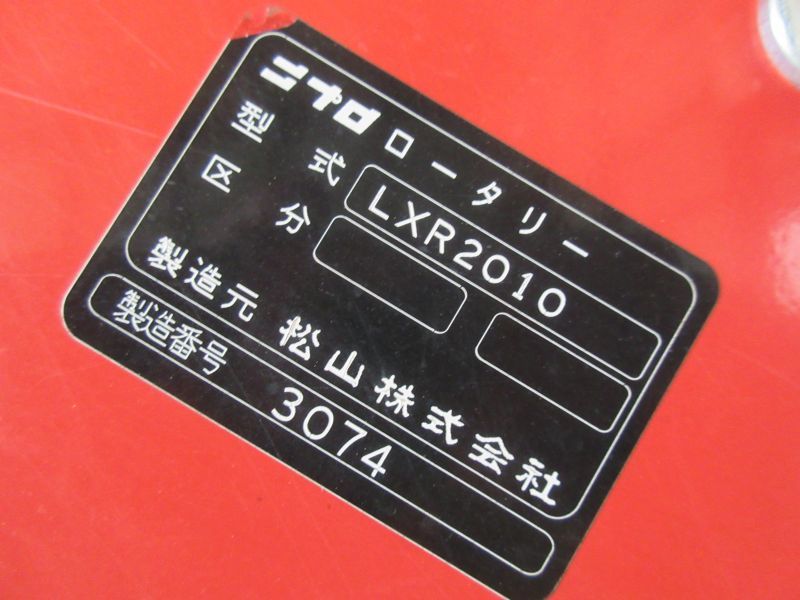 ニプロ ロータリー
型式 LXR2010
区分
製造元 松山株式会社
製造番号 3074